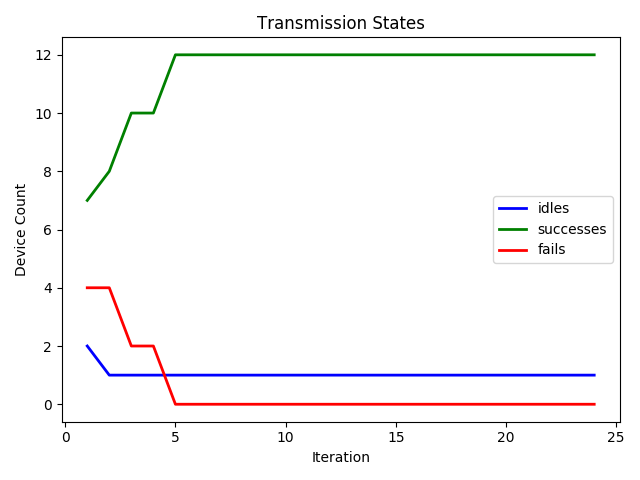 Transmission States
Device Count
12
10
8
6
4
2
0
idles
successes
fails
0 5 10 15 20 25
Iteration